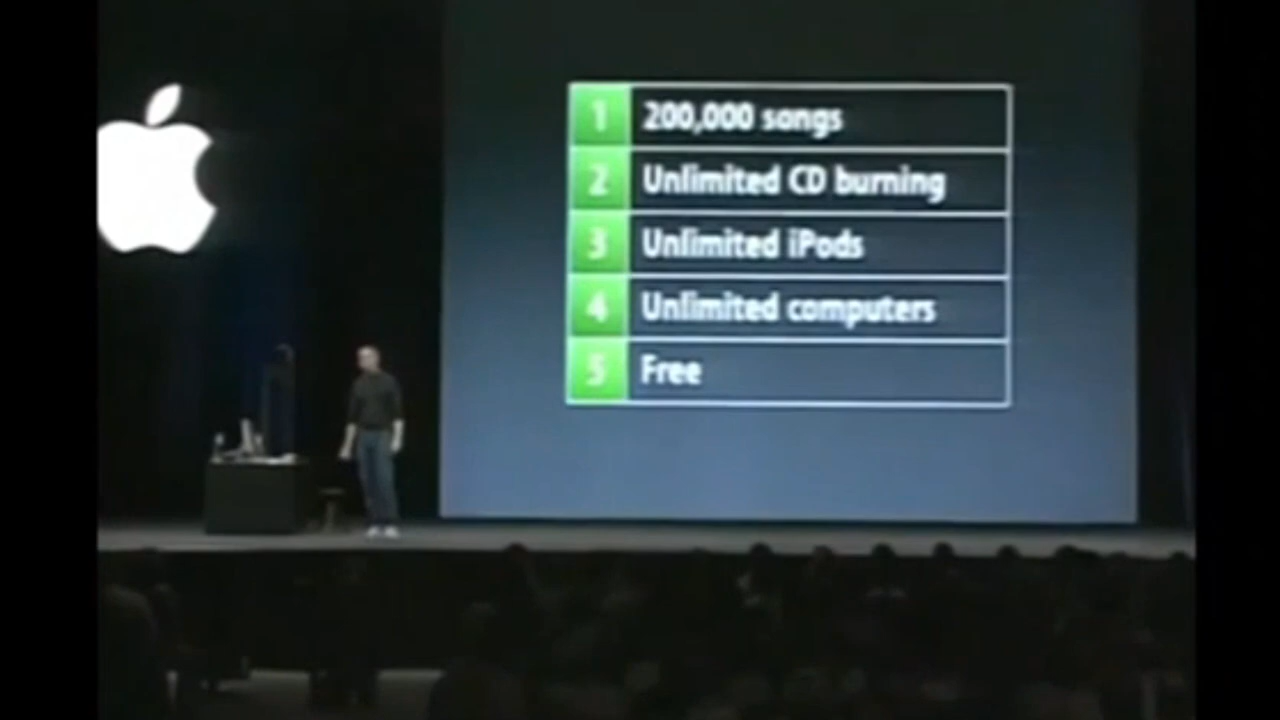 1 200,000 songs
2 Unlimited CD burning
3 Unlimited iPods
4 Unlimited computers
5 Free